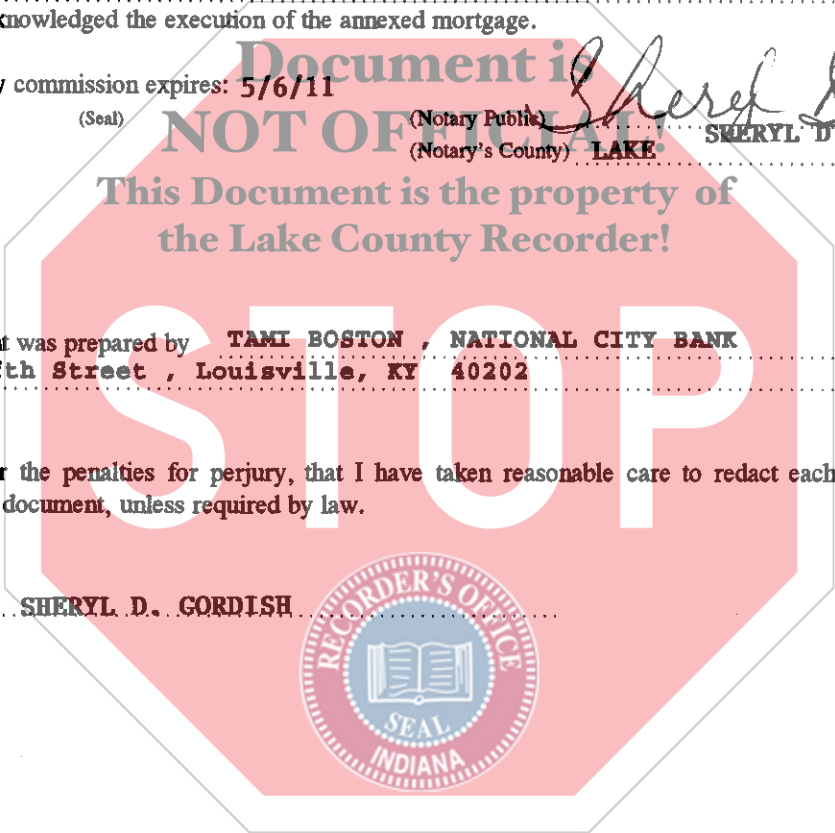 knowledged the execution of the annexed mortgage.
Document is
commission expires: 5/6/11
(Seal)
NOT OFFICIAL!
(Notary Public)
SHERYL D
(Notary's County) LAKE
This Document is the property of
the Lake County Recorder!
STOP
was prepared by TAMI BOSTON , NATIONAL CITY BANK
th Street , Louisville, KY 40202
the penalties for perjury, that I have taken reasonable care to redact each
document, unless required by law.
SHERYL D. GORDISH
RECORDER'S OFFICE
SEAL
INDIANA